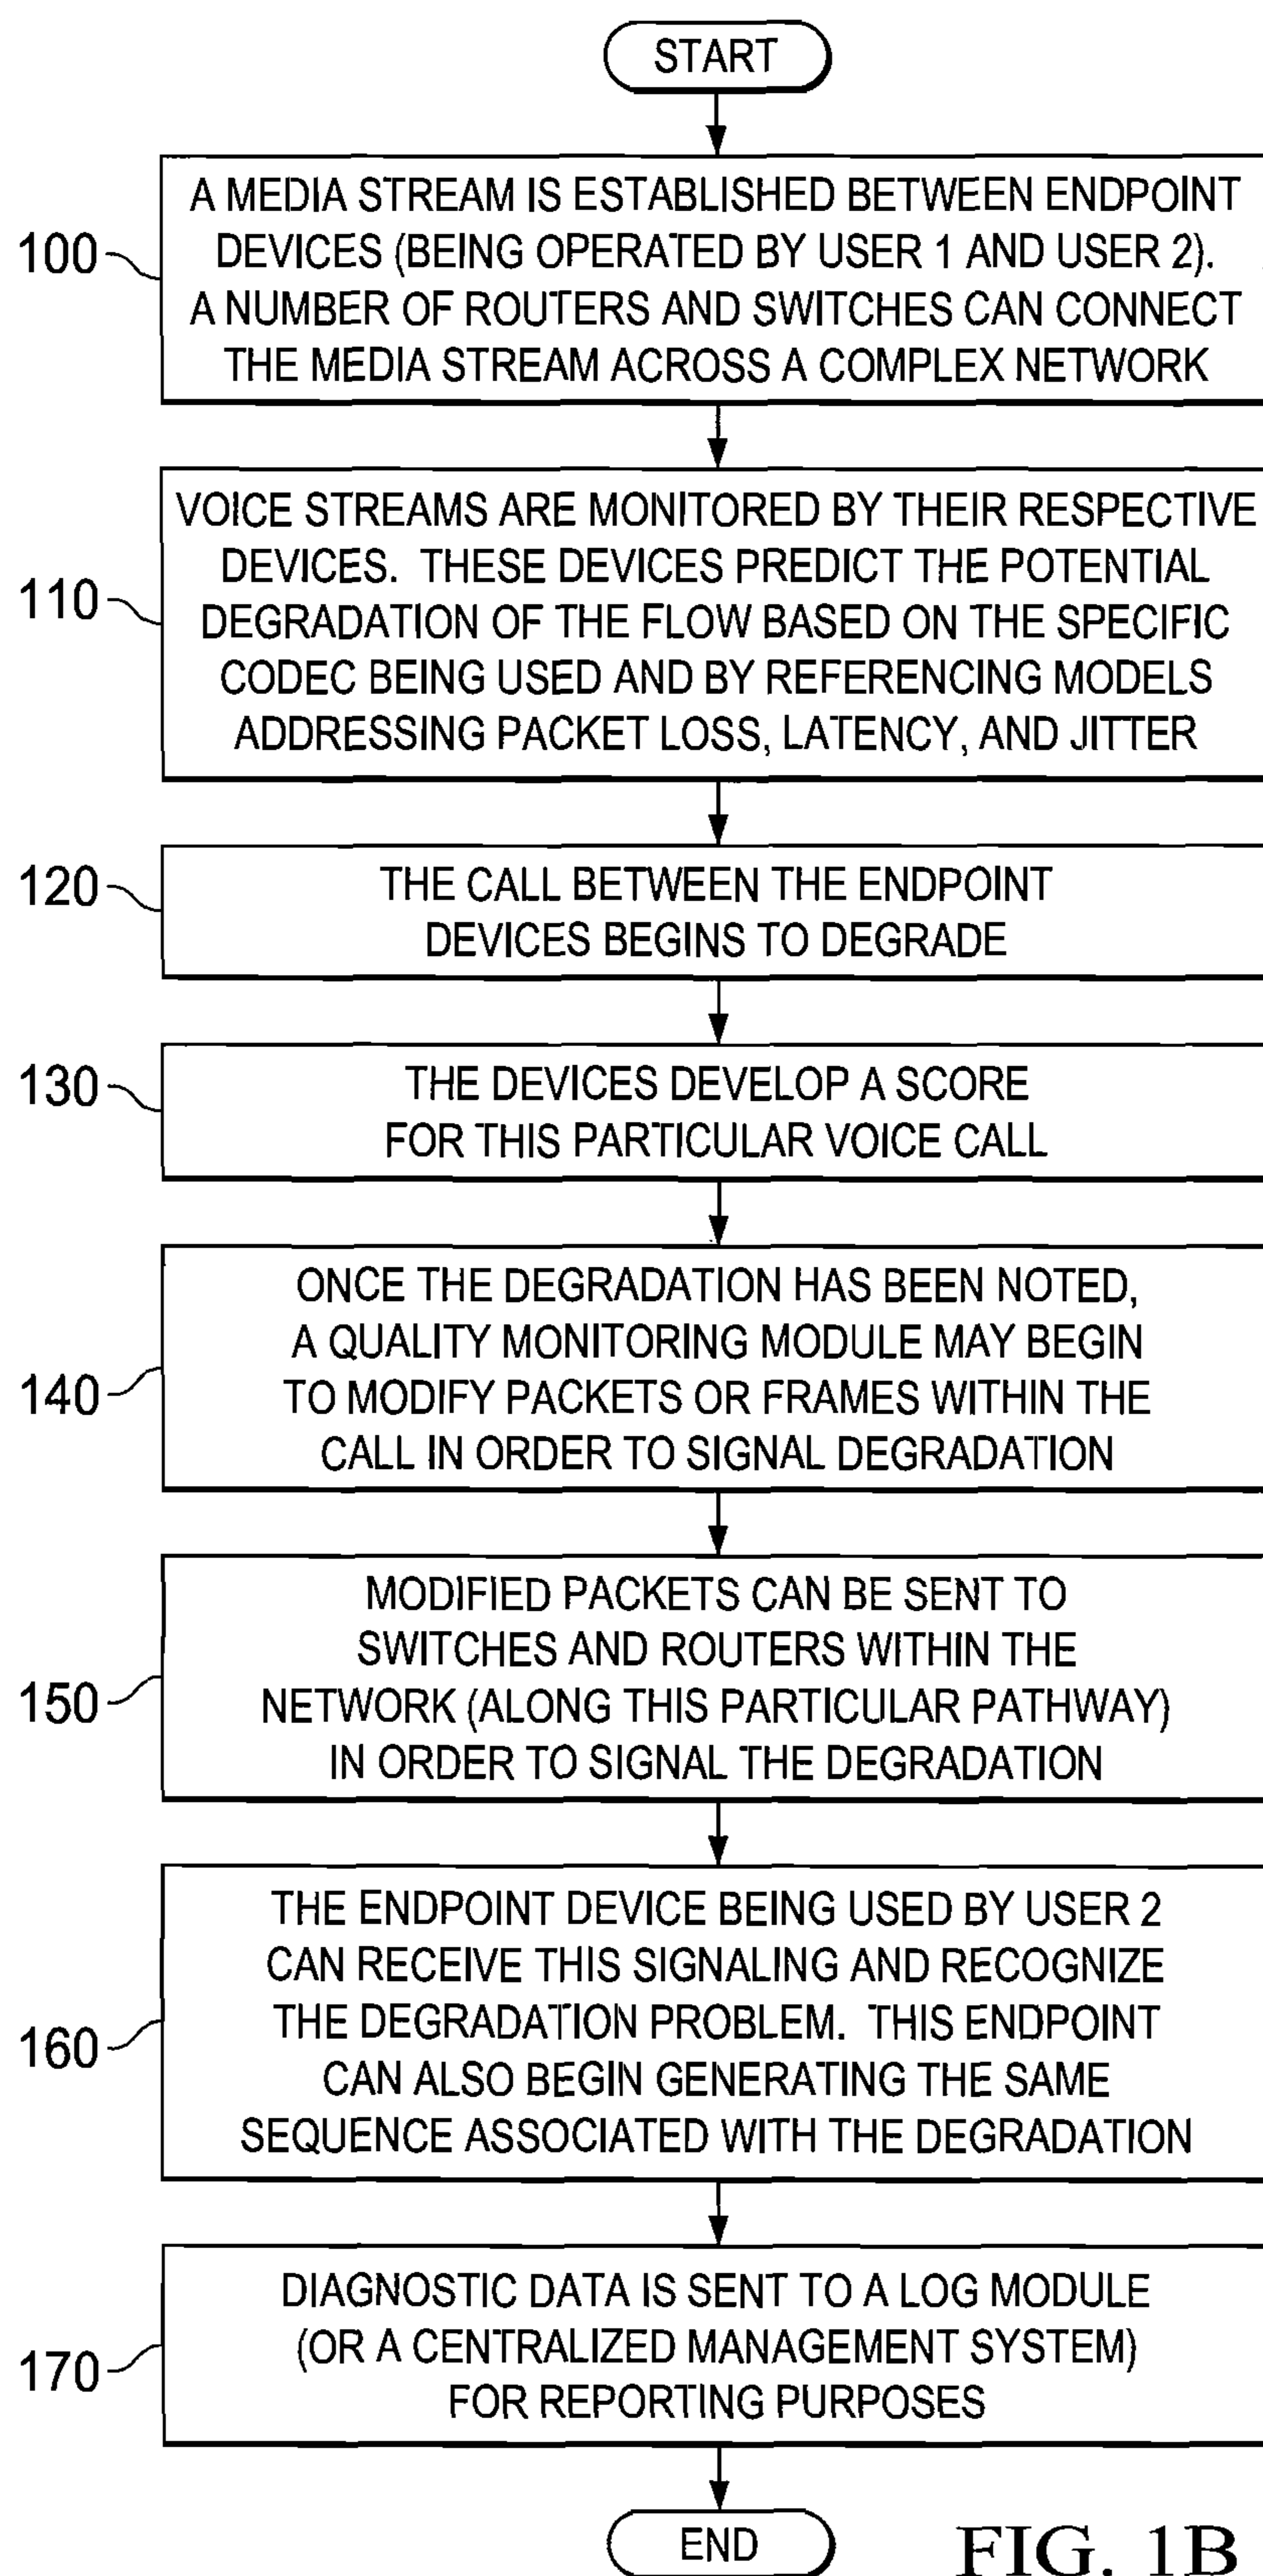 START
100
A MEDIA STREAM IS ESTABLISHED BETWEEN ENDPOINT
DEVICES (BEING OPERATED BY USER 1 AND USER 2).
A NUMBER OF ROUTERS AND SWITCHES CAN CONNECT
THE MEDIA STREAM ACROSS A COMPLEX NETWORK
110
VOICE STREAMS ARE MONITORED BY THEIR RESPECTIVE
DEVICES. THESE DEVICES PREDICT THE POTENTIAL
DEGRADATION OF THE FLOW BASED ON THE SPECIFIC
CODEC BEING USED AND BY REFERENCING MODELS
ADDRESSING PACKET LOSS, LATENCY, AND JITTER
120
THE CALL BETWEEN THE ENDPOINT
DEVICES BEGINS TO DEGRADE
130
THE DEVICES DEVELOP A SCORE
FOR THIS PARTICULAR VOICE CALL
140
ONCE THE DEGRADATION HAS BEEN NOTED,
A QUALITY MONITORING MODULE MAY BEGIN
TO MODIFY PACKETS OR FRAMES WITHIN THE
CALL IN ORDER TO SIGNAL DEGRADATION
150
MODIFIED PACKETS CAN BE SENT TO
SWITCHES AND ROUTERS WITHIN THE
NETWORK (ALONG THIS PARTICULAR PATHWAY)
IN ORDER TO SIGNAL THE DEGRADATION
160
THE ENDPOINT DEVICE BEING USED BY USER 2
CAN RECEIVE THIS SIGNALING AND RECOGNIZE
THE DEGRADATION PROBLEM. THIS ENDPOINT
CAN ALSO BEGIN GENERATING THE SAME
SEQUENCE ASSOCIATED WITH THE DEGRADATION
170
DIAGNOSTIC DATA IS SENT TO A LOG MODULE
(OR A CENTRALIZED MANAGEMENT SYSTEM)
FOR REPORTING PURPOSES
END
FIG. 1B